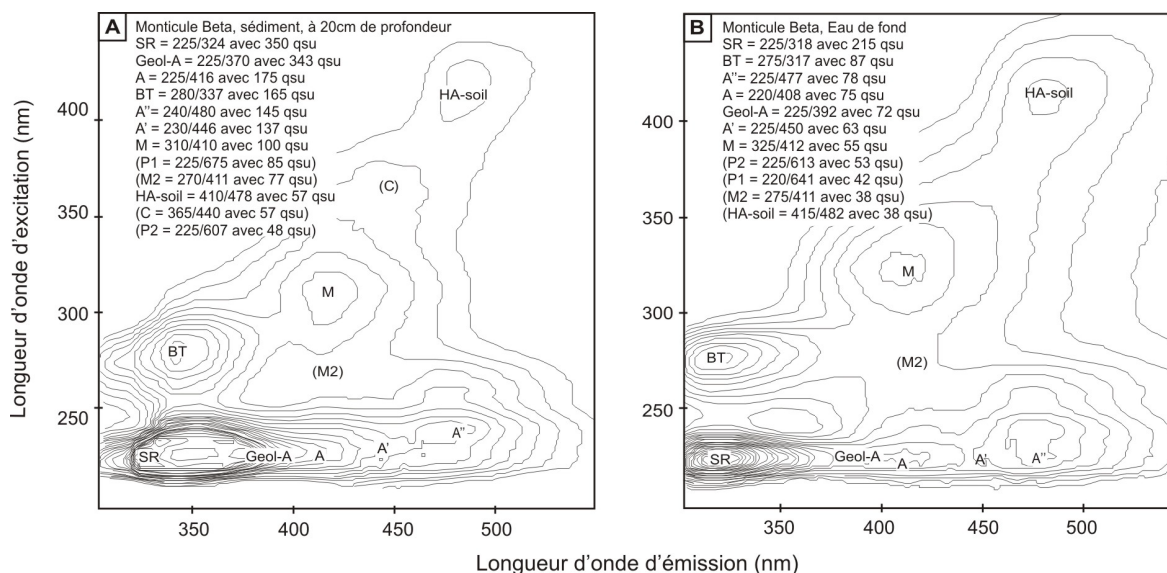 A
Monticule Beta, sédiment, à 20cm de profondeur
SR = 225/324 avec 350 qsu
Geol-A = 225/370 avec 343 qsu
A = 225/416 avec 175 qsu
BT = 280/337 avec 165 qsu
A''= 240/480 avec 145 qsu
A' = 230/446 avec 137 qsu
M = 310/410 avec 100 qsu
(P1 = 225/675 avec 85 qsu)
(M2 = 270/411 avec 77 qsu)
HA-soil = 410/478 avec 57 qsu
(C = 365/440 avec 57 qsu)
(P2 = 225/607 avec 48 qsu)
HA-soil
(C)
M
BT
(M2)
SR
Geol-A
A
A'
A''
400
350
300
250
350
400
450
500
B
Monticule Beta, Eau de fond
SR = 225/318 avec 215 qsu
BT = 275/317 avec 87 qsu
A''= 225/477 avec 78 qsu
A = 220/408 avec 75 qsu
Geol-A = 225/392 avec 72 qsu
A' = 225/450 avec 63 qsu
M = 325/412 avec 55 qsu
(P2 = 225/613 avec 53 qsu)
(P1 = 220/641 avec 42 qsu)
(M2 = 275/411 avec 38 qsu)
(HA-soil = 415/482 avec 38 qsu)
HA-soil
M
BT
(M2)
SR
Geol-A
A
A'
A''
400
350
300
250
350
400
450
500
Longueur d'onde d'excitation (nm)
Longueur d'onde d'émission (nm)